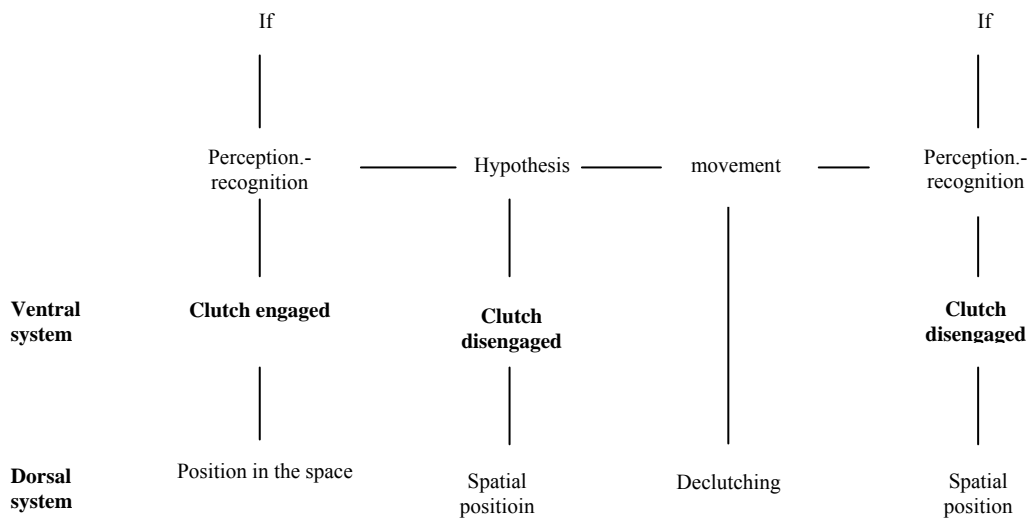 If
If
Perception.-
recognition
Hypothesis
movement
Perception.-
recognition
Ventral
system
Clutch engaged
Clutch
disengaged
Clutch
disengaged
Dorsal
system
Position in the space
Spatial
positioin
Declutching
Spatial
position